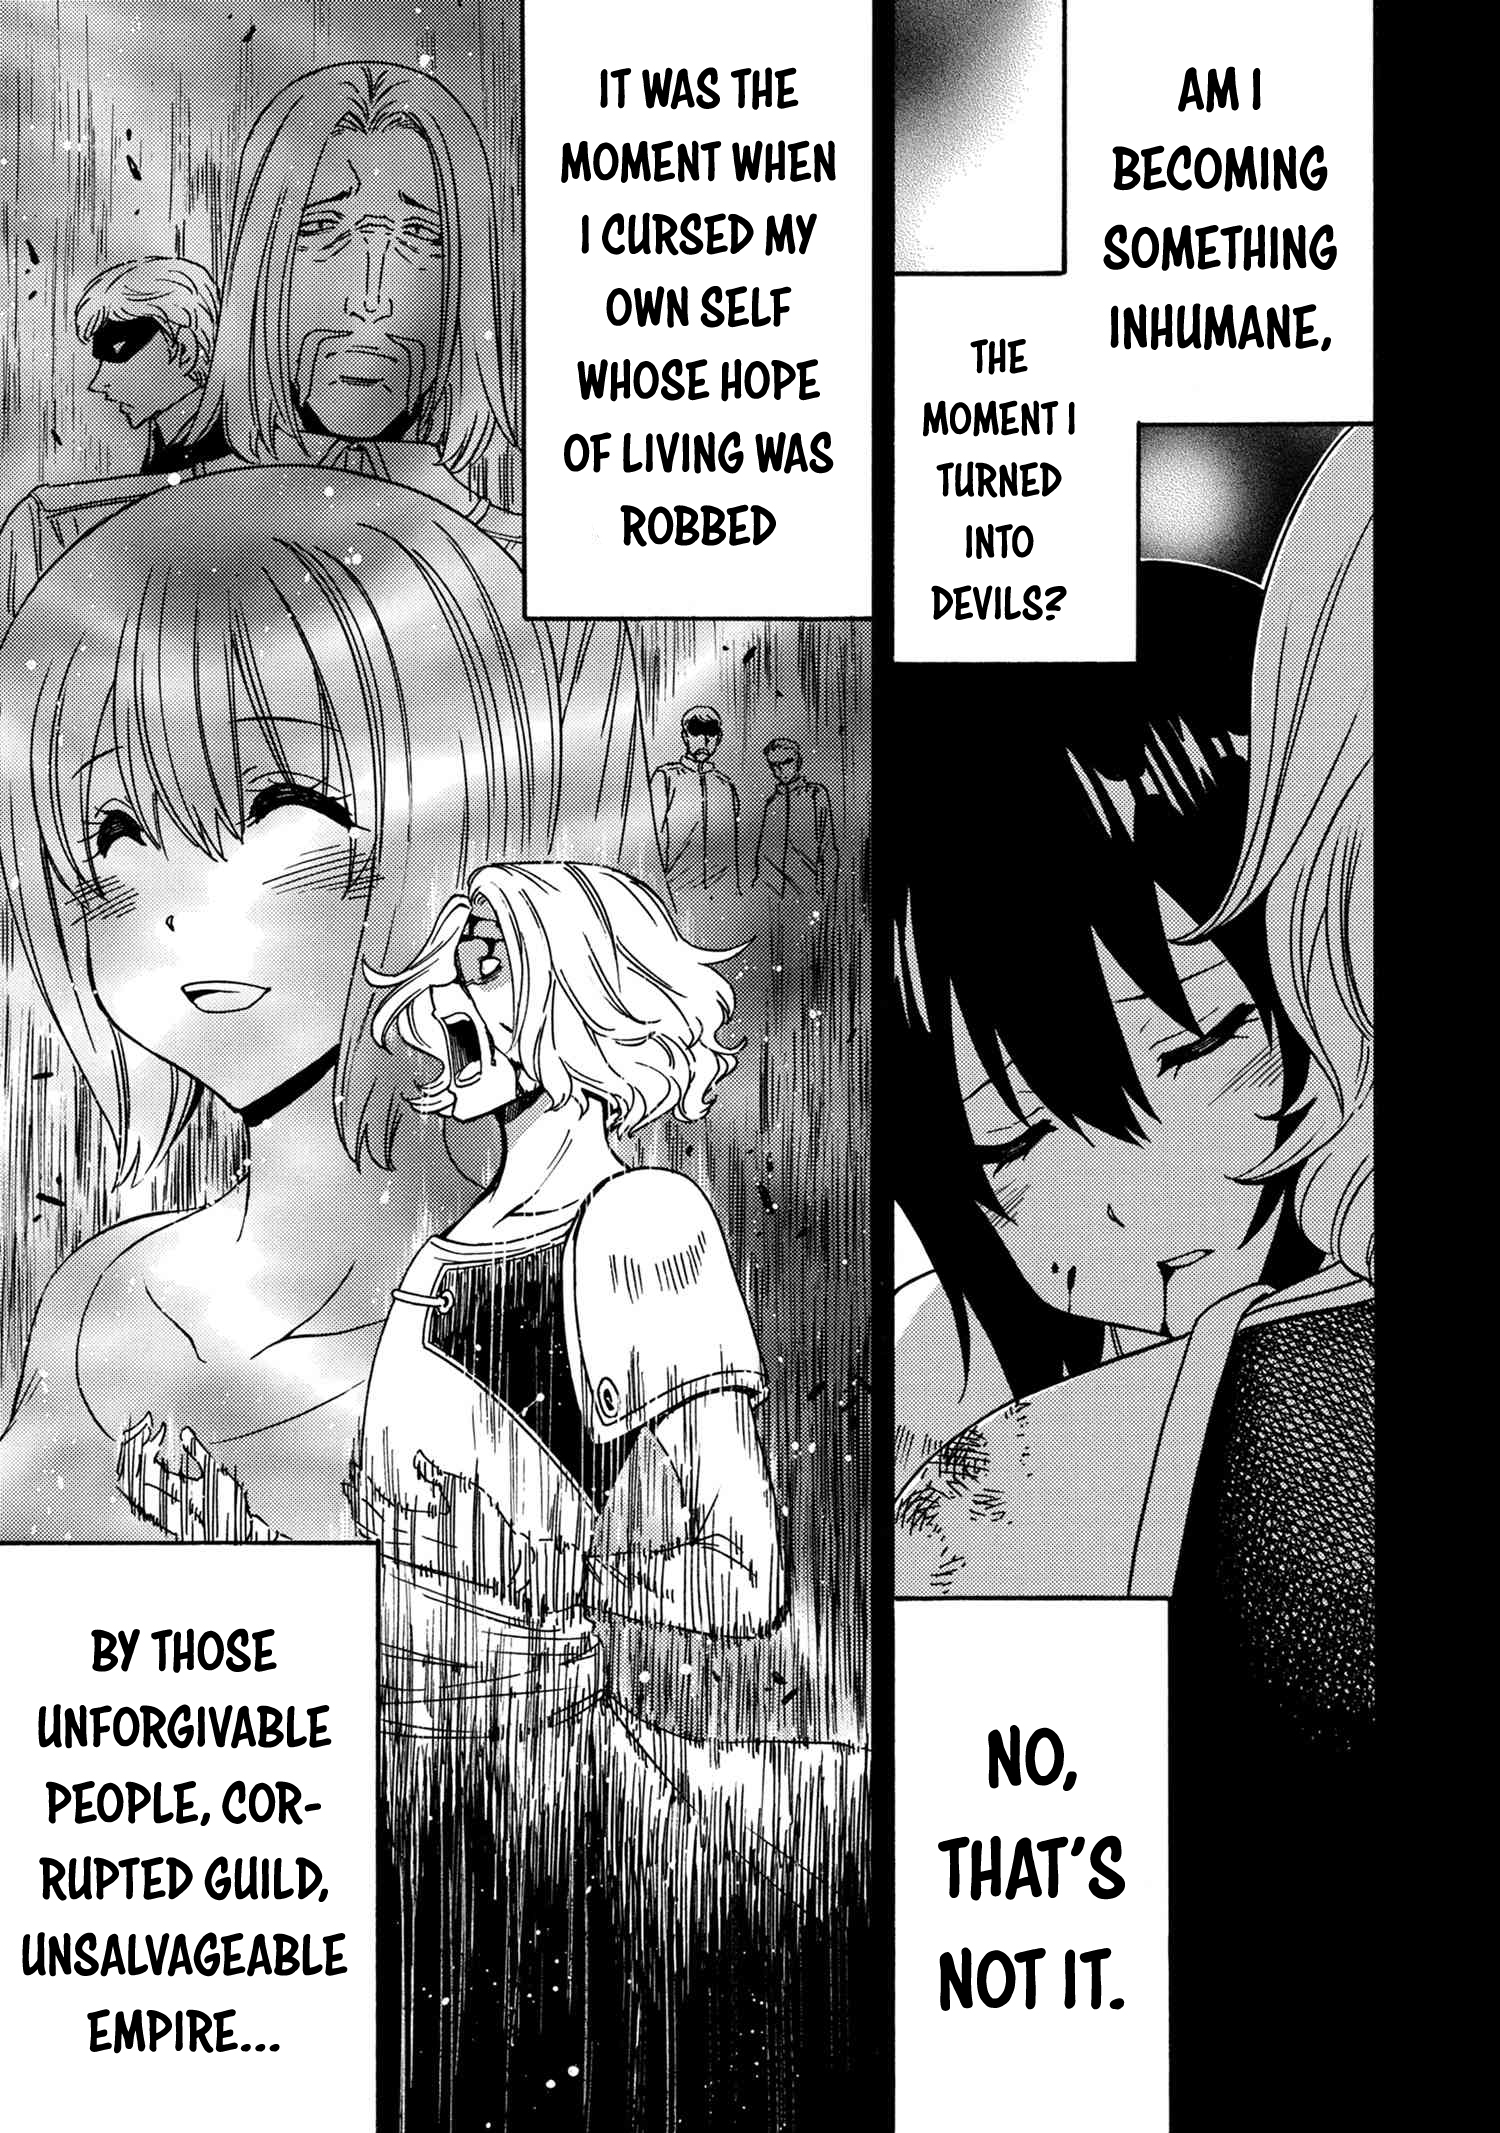 AM I
BECOMING
SOMETHING
INHUMANE,
THE
MOMENT I
TURNED
INTO
DEVILS?
NO,
THAT'S
NOT IT.
IT WAS THE
MOMENT WHEN
I CURSED MY
OWN SELF
WHOSE HOPE
OF LIVING WAS
ROBBED
BY THOSE
UNFORGIVABLE
PEOPLE, COR-
RUPTED GUILD,
UNSALVAGEABLE
EMPIRE...